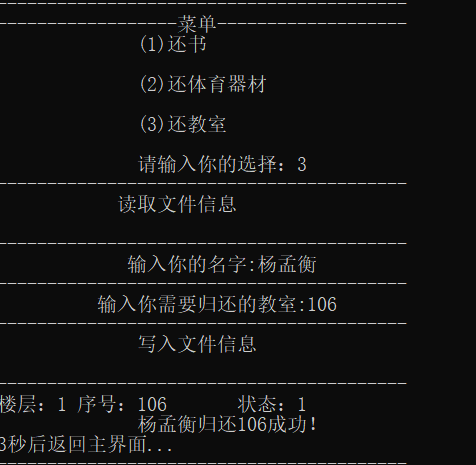 ------------------菜单-------------------
(1)还书
(2)还体育器材
(3)还教室
请输入你的选择：3
-----------------------------------------
读取文件信息
-----------------------------------------
输入你的名字:杨孟衡
-----------------------------------------
输入你需要归还的教室:106
-----------------------------------------
写入文件信息
-----------------------------------------
楼层：1 序号：106 状态：1
杨孟衡归还106成功!
3秒后返回主界面...
-----------------------------------------